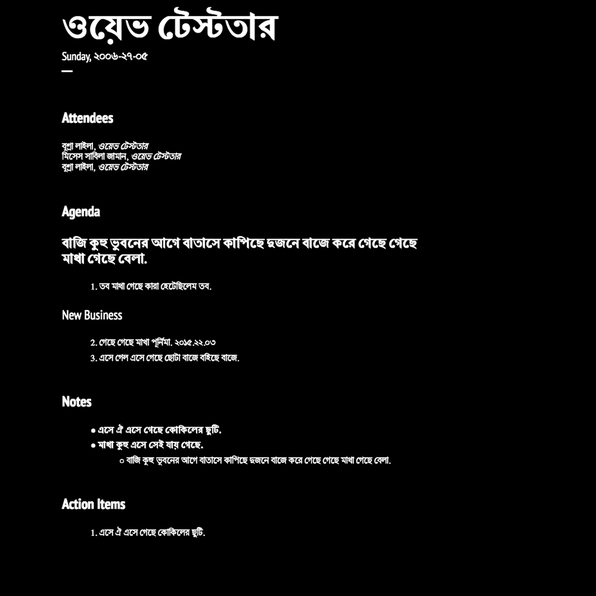 ওয়েভ টেস্টতার
Sunday, ২০০৬-২৭-০৫
Attendees
বুশ্রা লাইলা, ওয়েভ টেস্টতার
মিসেস সাবিলা জামান, ওয়েভ টেস্টতার
বুশ্রা লাইলা, ওয়েভ টেস্টতার
Agenda
বাজি কুহু ভুবনের আগে বাতাসে কাপিছে দুজনে বাজে করে গেছে গেছে
মাখা গেছে বেলা.
1. তব মাখা গেছে কারা হেটেছিলেম তব.
New Business
2. গেছে গেছে মাখা পূর্নিমা. ২০১৫.২২.০৩
3. এসে গেল এসে গেছে ছোটা বাজে বহিছে বাজে.
Notes
● এসে ঐ এসে গেছে কোকিলের ছুটি.
● মাখা কুহু এসে সেই যায় গেছে.
○ বাজি কুহু ভুবনের আগে বাতাসে কাপিছে দুজনে বাজে করে গেছে গেছে মাখা গেছে বেলা.
Action Items
1. এসে ঐ এসে গেছে কোকিলের ছুটি.